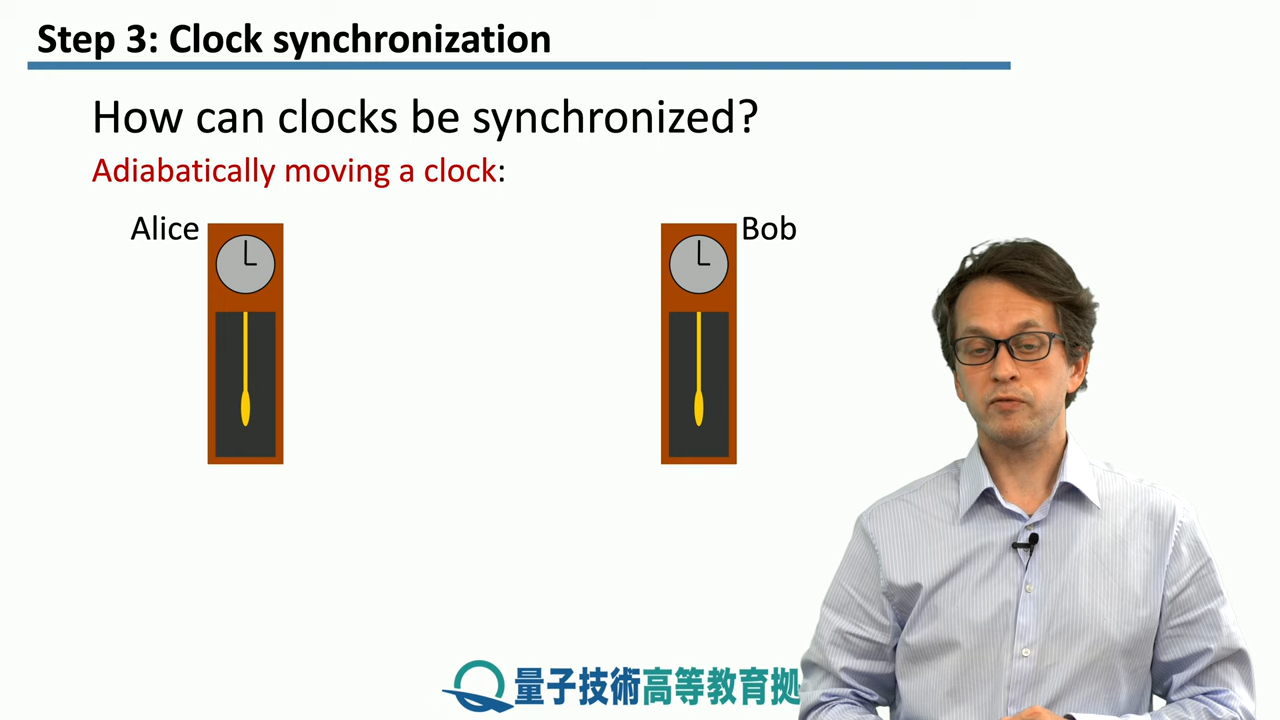 Step 3: Clock synchronization
How can clocks be synchronized?
Adiabatically moving a clock:
Alice
Bob
量子技術高等教育拠